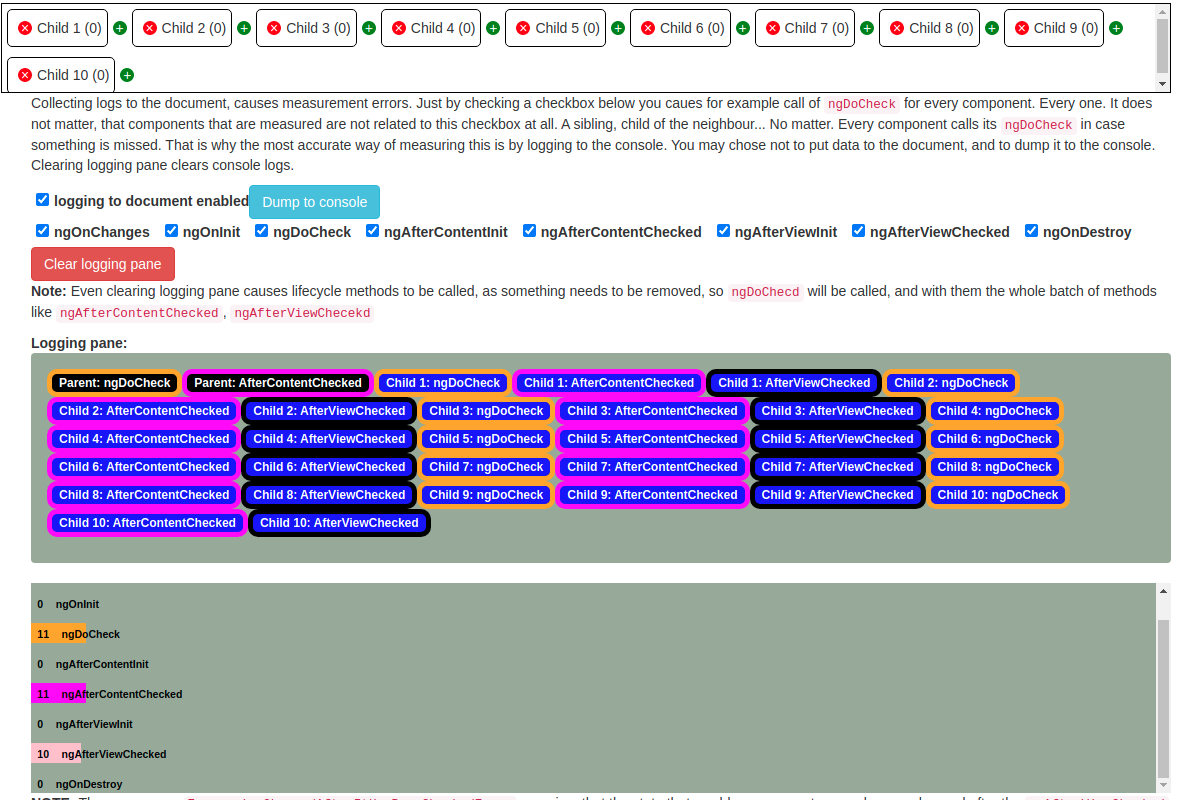 Child 1 (0) Child 2 (0) Child 3 (0) Child 4 (0) Child 5 (0) Child 6 (0) Child 7 (0) Child 8 (0) Child 9 (0)
Child 10 (0)
Collecting logs to the document, causes measurement errors. Just by checking a checkbox below you caues for example call of ngDoCheck for every component. Every one. It does
not matter, that components that are measured are not related to this checkbox at all. A sibling, child of the neighbour... No matter. Every component calls its ngDoCheck in case
something is missed. That is why the most accurate way of measuring this is by logging to the console. You may chose not to put data to the document, and to dump it to the console.
Clearing logging pane clears console logs.
logging to document enabled Dump to console
ngOnChanges ngOnInit ngDoCheck ngAfterContentInit ngAfterContentChecked ngAfterViewInit ngAfterViewChecked ngOnDestroy
Clear logging pane
Note: Even clearing logging pane causes lifecycle methods to be called, as something needs to be removed, so ngDoChecd will be called, and with them the whole batch of methods
like ngAfterContentChecked , ngAfterViewChecekd
Logging pane:
Parent: ngDoCheck Parent: AfterContentChecked Child 1: ngDoCheck Child 1: AfterContentChecked Child 1: AfterViewChecked Child 2: ngDoCheck
Child 2: AfterContentChecked Child 2: AfterViewChecked Child 3: ngDoCheck Child 3: AfterContentChecked Child 3: AfterViewChecked Child 4: ngDoCheck
Child 4: AfterContentChecked Child 4: AfterViewChecked Child 5: ngDoCheck Child 5: AfterContentChecked Child 5: AfterViewChecked Child 6: ngDoCheck
Child 6: AfterContentChecked Child 6: AfterViewChecked Child 7: ngDoCheck Child 7: AfterContentChecked Child 7: AfterViewChecked Child 8: ngDoCheck
Child 8: AfterContentChecked Child 8: AfterViewChecked Child 9: ngDoCheck Child 9: AfterContentChecked Child 9: AfterViewChecked Child 10: ngDoCheck
Child 10: AfterContentChecked Child 10: AfterViewChecked
0 ngOnInit
11 ngDoCheck
0 ngAfterContentInit
11 ngAfterContentChecked
0 ngAfterViewInit
10 ngAfterViewChecked
0 ngOnDestroy